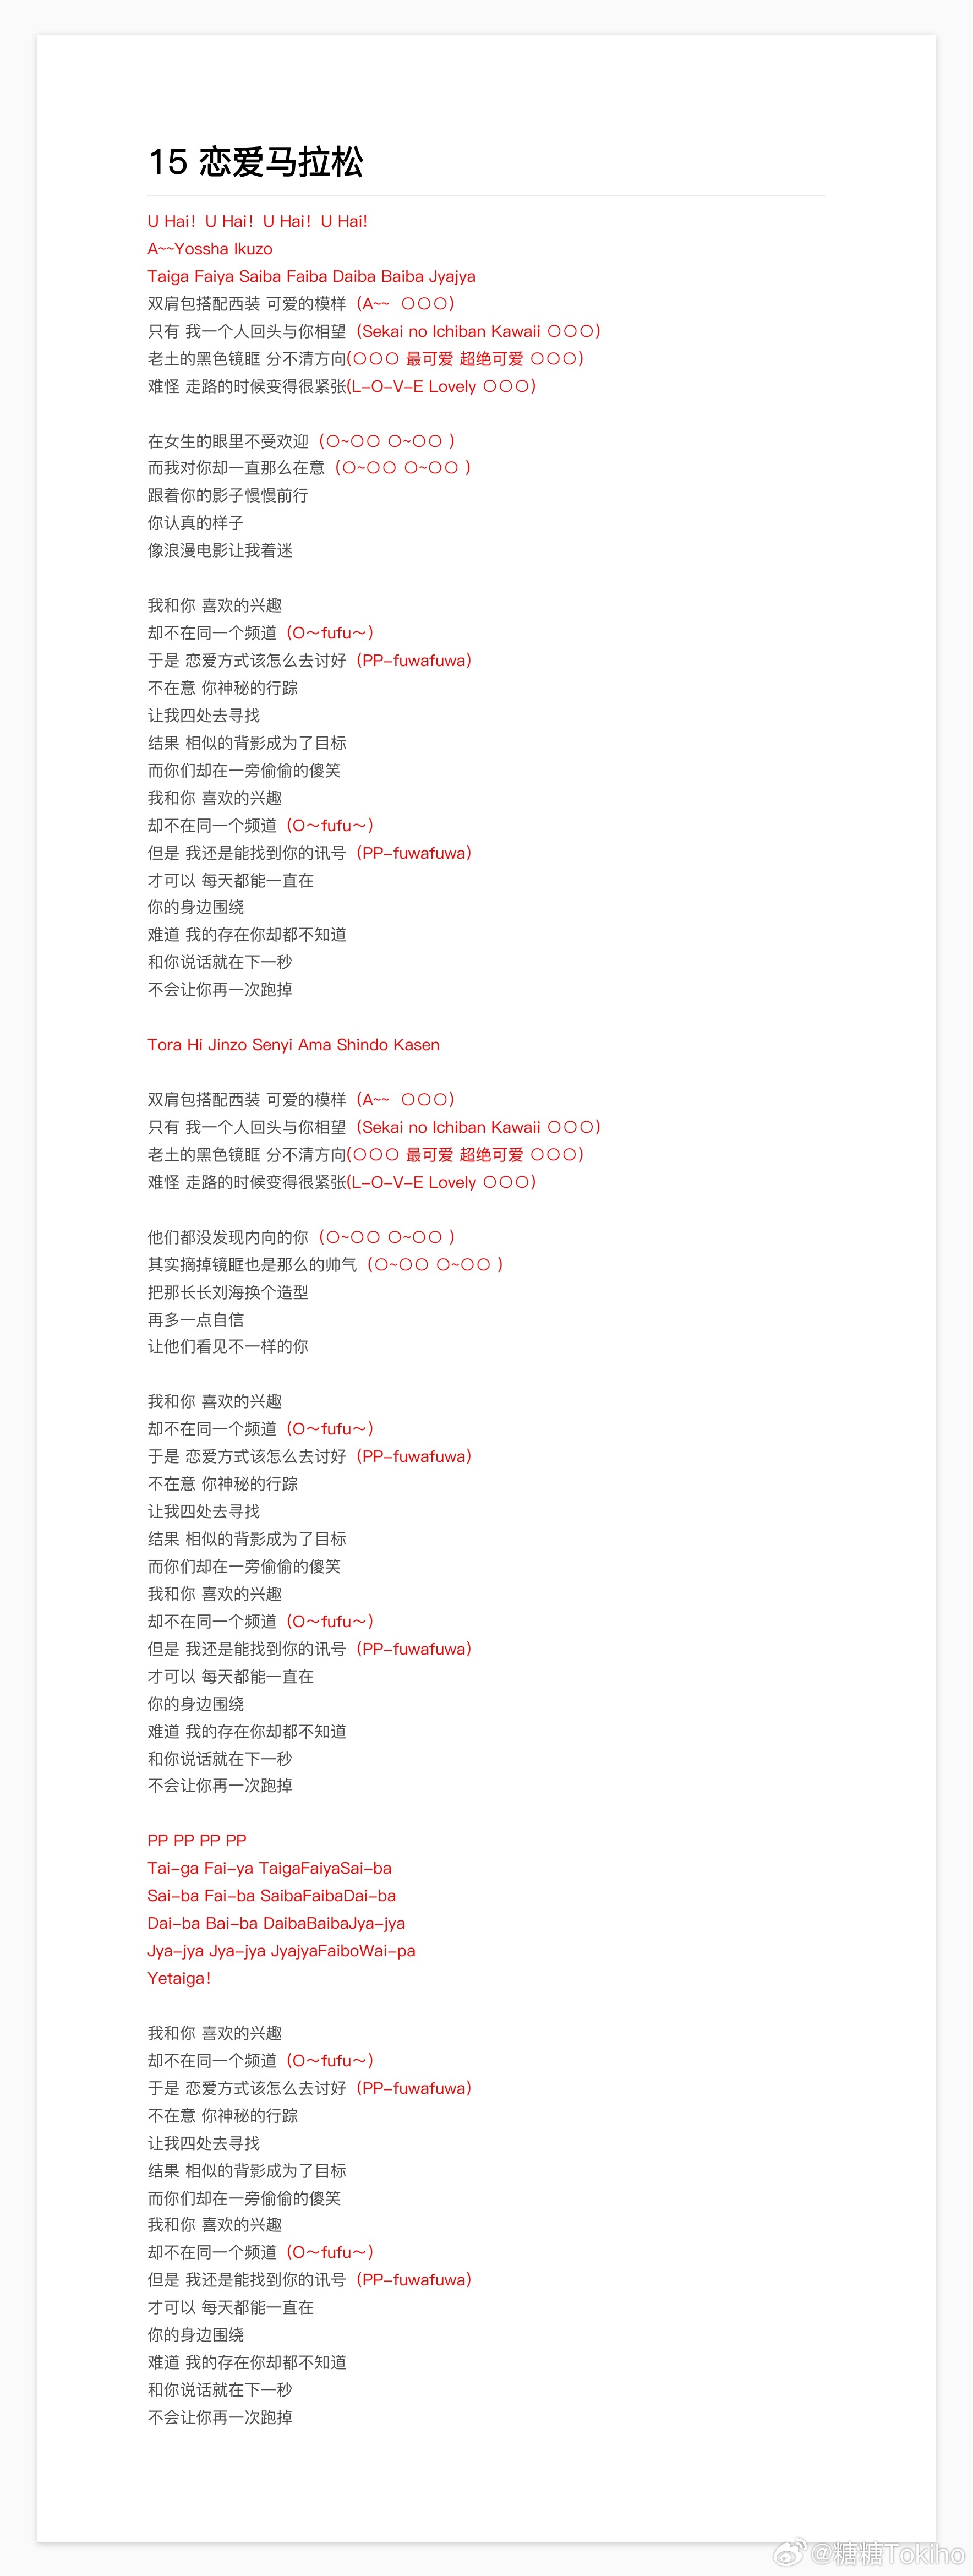 15 恋爱马拉松
U Hai！U Hai！U Hai！U Hai!
A~~Yossha Ikuzo
Taiga Faiya Saiba Faiba Daiba Baiba Jyajya
双肩包搭配西装 可爱的模样（A~~ 〇〇〇）
只有 我一个人回头与你相望（Sekai no Ichiban Kawaii 〇〇〇）
老土的黑色镜眶 分不清方向(〇〇〇 最可爱 超绝可爱 〇〇〇）
难怪 走路的时候变得很紧张(L-O-V-E Lovely 〇〇〇）
在女生的眼里不受欢迎（〇~〇〇 〇~〇〇 ）
而我对你却一直那么在意（〇~〇〇 〇~〇〇 ）
跟着你的影子慢慢前行
你认真的样子
像浪漫电影让我着迷
我和你 喜欢的兴趣
却不在同一个频道（O～fufu～）
于是 恋爱方式该怎么去讨好（PP-fuwafuwa）
不在意 你神秘的行踪
让我四处去寻找
结果 相似的背影成为了目标
而你们却在一旁偷偷的傻笑
我和你 喜欢的兴趣
却不在同一个频道（O～fufu～）
但是 我还是能找到你的讯号（PP-fuwafuwa）
才可以 每天都能一直在
你的身边围绕
难道 我的存在你却都不知道
和你说话就在下一秒
不会让你再一次跑掉
Tora Hi Jinzo Senyi Ama Shindo Kasen
双肩包搭配西装 可爱的模样（A~~ 〇〇〇）
只有 我一个人回头与你相望（Sekai no Ichiban Kawaii 〇〇〇）
老土的黑色镜眶 分不清方向(〇〇〇 最可爱 超绝可爱 〇〇〇）
难怪 走路的时候变得很紧张(L-O-V-E Lovely 〇〇〇）
他们都没发现内向的你（〇~〇〇 〇~〇〇 ）
其实摘掉镜眶也是那么的帅气（〇~〇〇 〇~〇〇 ）
把那长长刘海换个造型
再多一点自信
让他们看见不一样的你
我和你 喜欢的兴趣
却不在同一个频道（O～fufu～）
于是 恋爱方式该怎么去讨好（PP-fuwafuwa）
不在意 你神秘的行踪
让我四处去寻找
结果 相似的背影成为了目标
而你们却在一旁偷偷的傻笑
我和你 喜欢的兴趣
却不在同一个频道（O～fufu～）
但是 我还是能找到你的讯号（PP-fuwafuwa）
才可以 每天都能一直在
你的身边围绕
难道 我的存在你却都不知道
和你说话就在下一秒
不会让你再一次跑掉
PP PP PP PP
Tai-ga Fai-ya TaigaFaiyaSai-ba
Sai-ba Fai-ba SaibaFaibaDai-ba
Dai-ba Bai-ba DaibaBaibaJya-jya
Jya-jya Jya-jya JyajyaFaiboWai-pa
Yetaiga！
我和你 喜欢的兴趣
却不在同一个频道（O～fufu～）
于是 恋爱方式该怎么去讨好（PP-fuwafuwa）
不在意 你神秘的行踪
让我四处去寻找
结果 相似的背影成为了目标
而你们却在一旁偷偷的傻笑
我和你 喜欢的兴趣
却不在同一个频道（O～fufu～）
但是 我还是能找到你的讯号（PP-fuwafuwa）
才可以 每天都能一直在
你的身边围绕
难道 我的存在你却都不知道
和你说话就在下一秒
不会让你再一次跑掉
@糖糖Tokiho